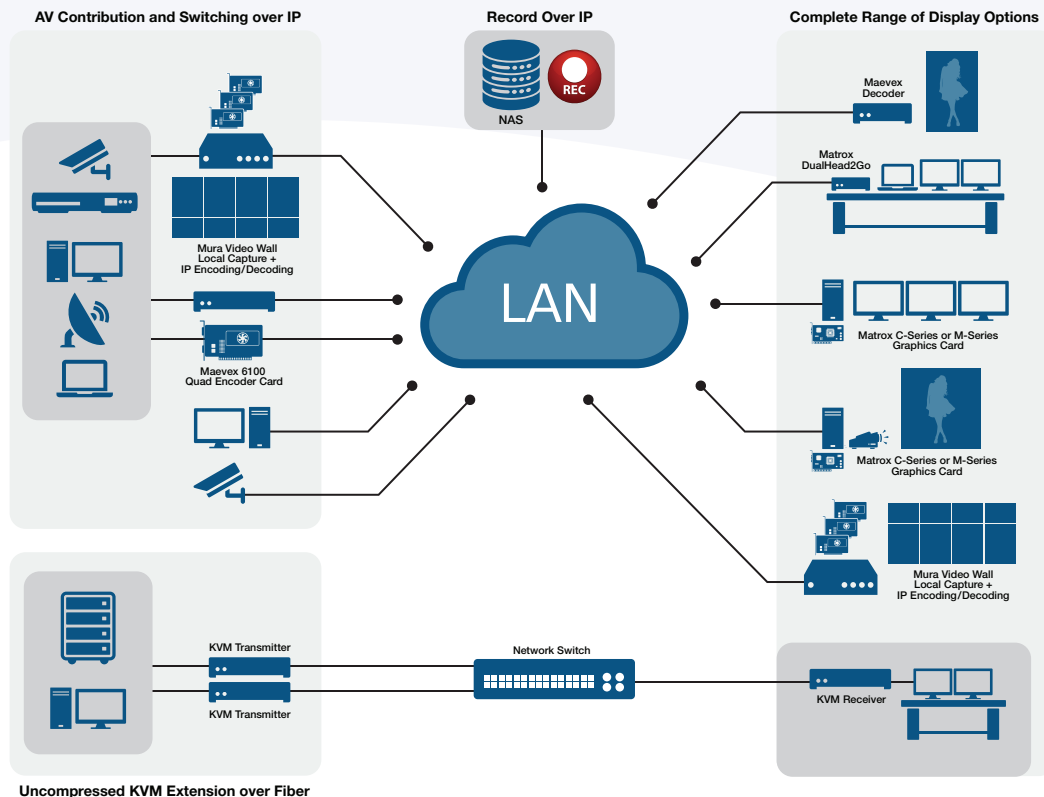 AV Contribution and Switching over IP
Record Over IP
Complete Range of Display Options
REC
NAS
Maevex
Decoder
Matrox
DualHead2Go
Mura Video Wall
Local Capture +
IP Encoding/Decoding
LAN
Maevex 6100
Quad Encoder Card
Matrox C-Series or M-Series
Graphics Card
Matrox C-Series or M-Series
Graphics Card
Mura Video Wall
Local Capture +
IP Encoding/Decoding
KVM Transmitter
KVM Transmitter
Network Switch
KVM Receiver
Uncompressed KVM Extension over Fiber